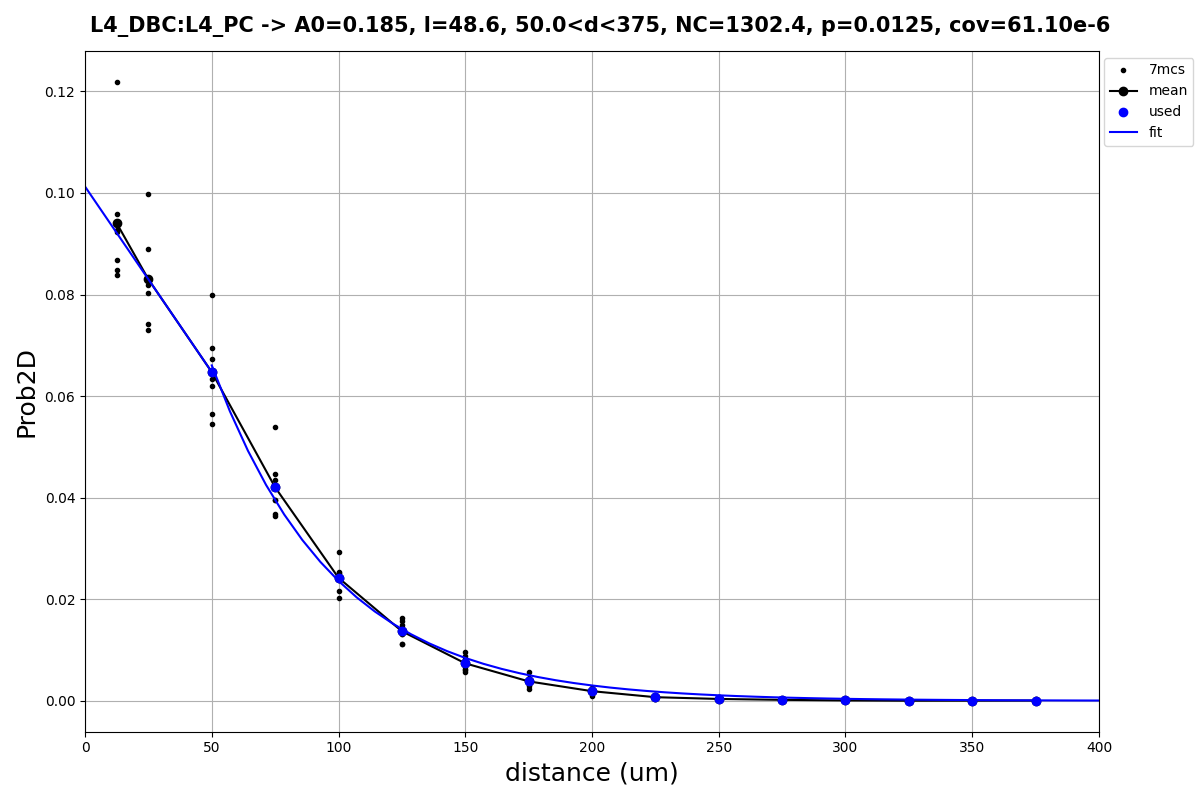 L4_DBC:L4_PC -> A0=0.185, l=48.6, 50.0<d<375, NC=1302.4, p=0.0125, cov=61.10e-6
7mcs
mean
used
fit
0.12
0.10
0.08
0.06
0.04
0.02
0.00
Prob2D
0 50 100 150 200 250 300 350 400
distance (um)